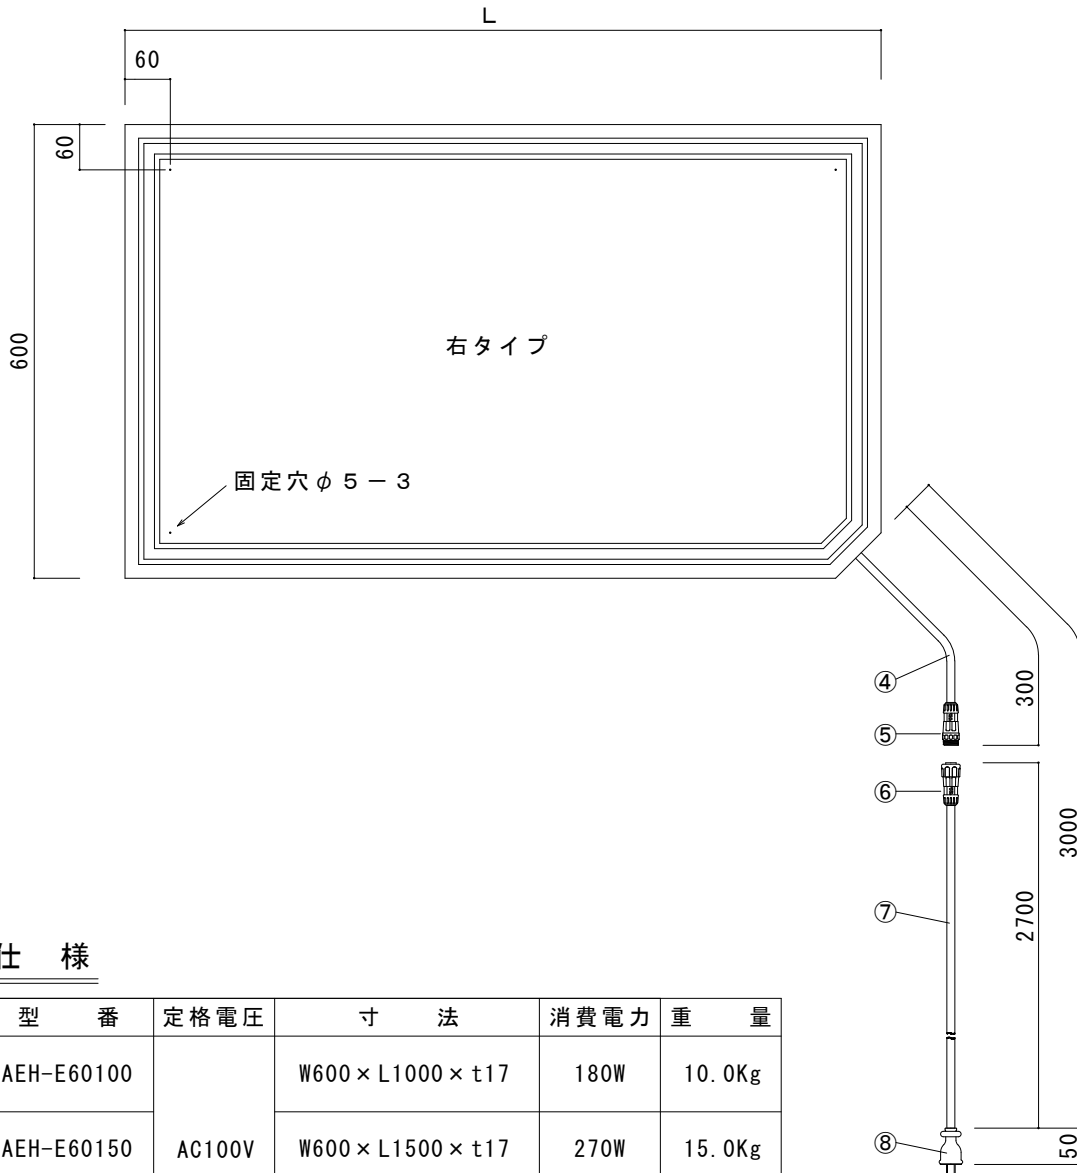 L
60
60
600
右タイプ
固定穴φ5－3
④
300
⑤
⑥
3000
⑦
2700
⑧
50
仕 様
型 番 定格電圧 寸 法 消費電力 重 量
AEH-E60100 W600×L1000×t17 180W 10.0Kg
AEH-E60150 AC100V W600×L1500×t17 270W 15.0Kg